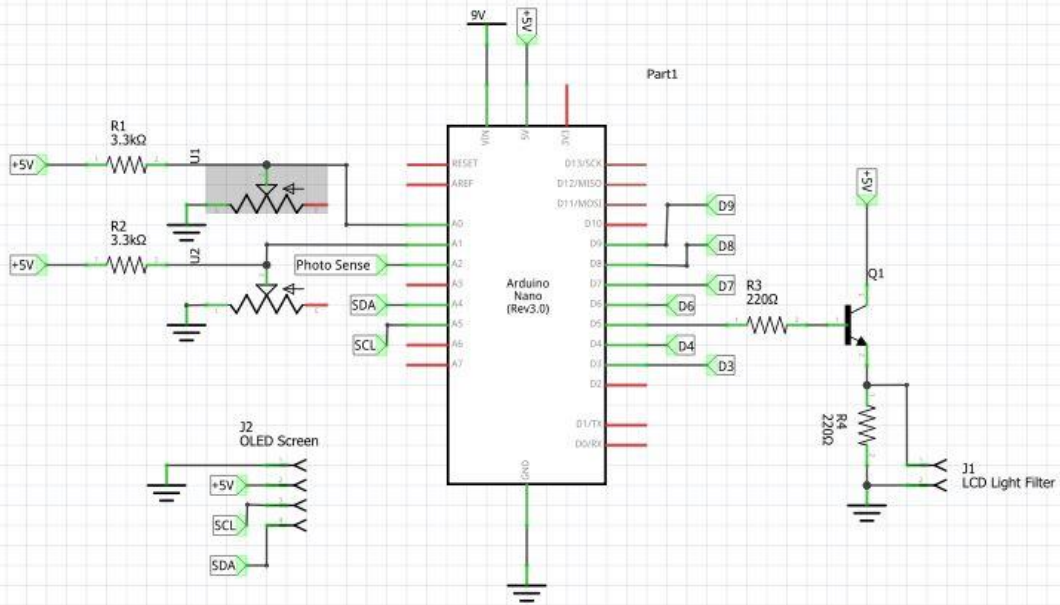 9V
+5V
Part1
R1
3.3kΩ
+5V
U1
R2
3.3kΩ
+5V
U2
VIN
5V
3V3
RESET
AREF
A0
A1
A2
A3
A4
A5
A6
A7
Photo Sense
SDA
SCL
Arduino
Nano
(Rev3.0)
D13/SCK
D12/MISO
D11/MOSI
D10
D9
D8
D7
D6
D5
D4
D3
D2
D1/TX
D0/RX
GND
D9
D8
D7
D6
D4
D3
R3
220Ω
+5V
Q1
R4
220Ω
J1
LCD Light Filter
J2
OLED Screen
+5V
SCL
SDA